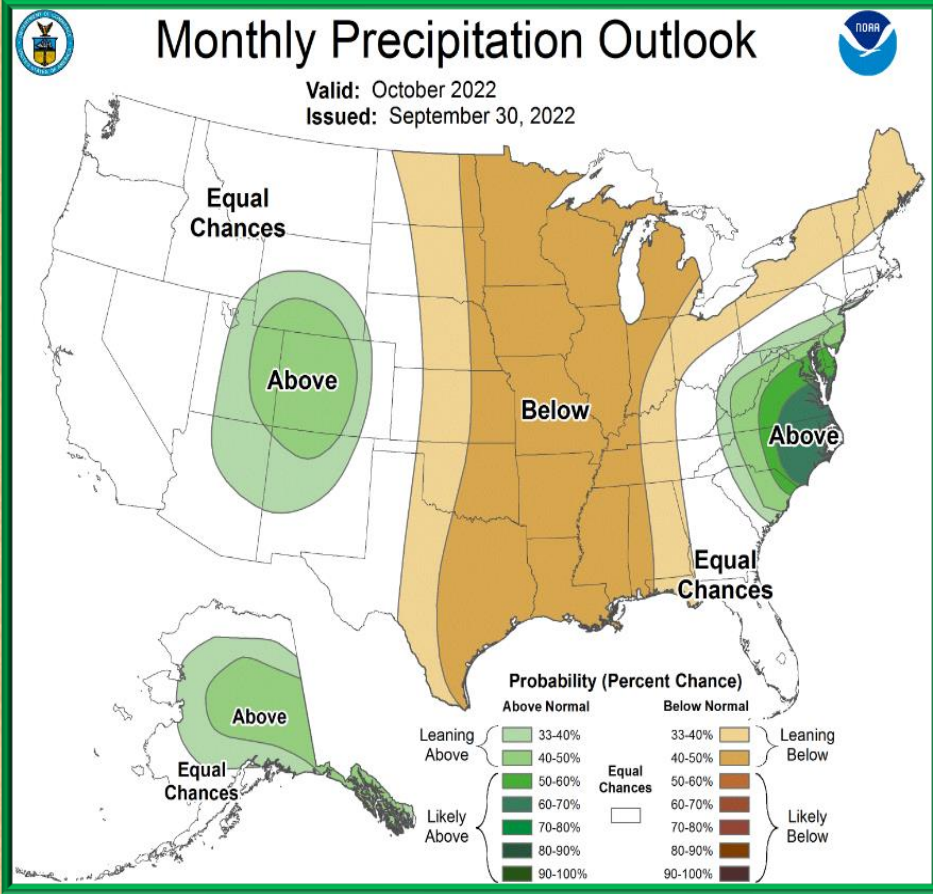 Monthly Precipitation Outlook
NOAA
Valid: October 2022
Issued: September 30, 2022
Equal
Chances
Above
Below
Above
Equal
Chances
Above
Equal
Chances
Probability (Percent Chance)
Above Normal
Below Normal
Leaning
Above
33-40%
40-50%
Likely
Above
50-60%
60-70%
70-80%
80-90%
90-100%
Equal
Chances
33-40%
40-50%
Leaning
Below
50-60%
60-70%
70-80%
80-90%
90-100%
Likely
Below